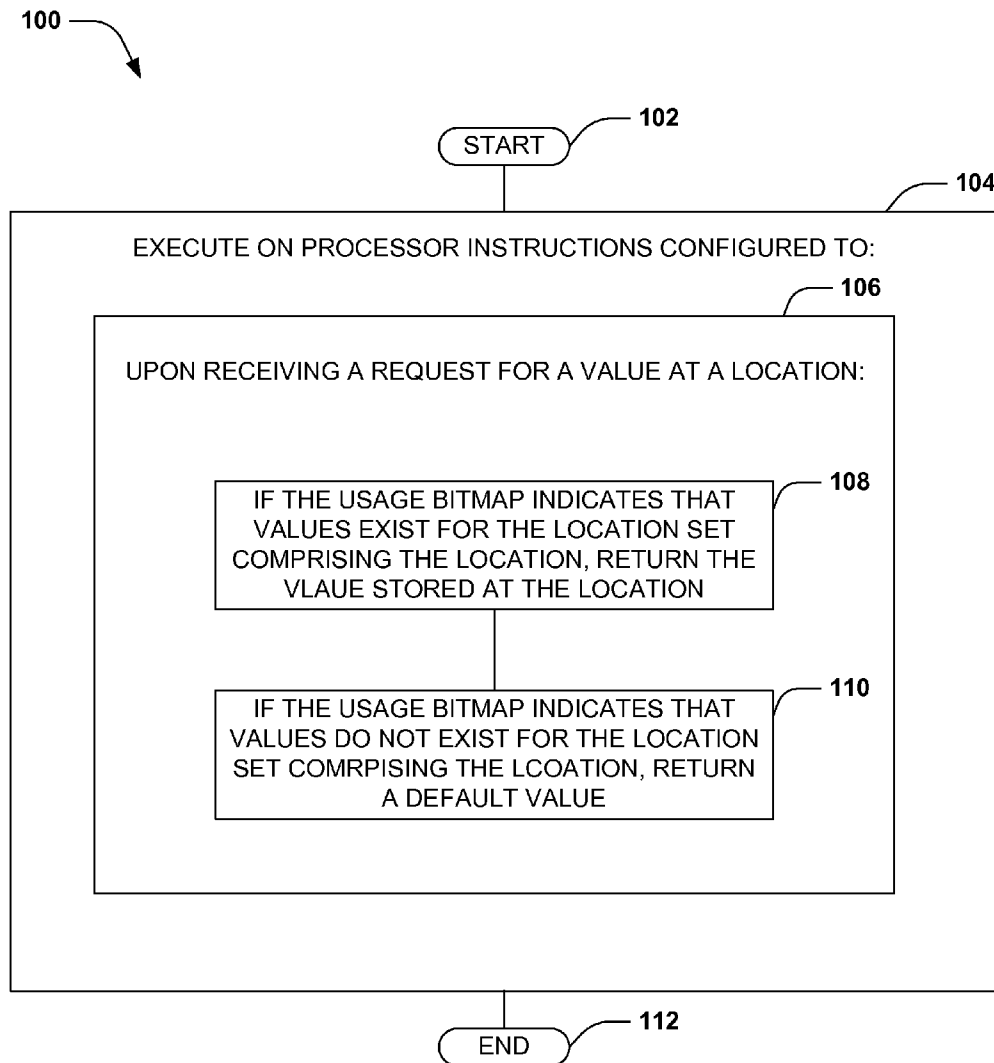 100
102
START
104
EXECUTE ON PROCESSOR INSTRUCTIONS CONFIGURED TO:
106
UPON RECEIVING A REQUEST FOR A VALUE AT A LOCATION:
108
IF THE USAGE BITMAP INDICATES THAT
VALUES EXIST FOR THE LOCATION SET
COMPRISING THE LOCATION, RETURN THE
VLAUE STORED AT THE LOCATION
110
IF THE USAGE BITMAP INDICATES THAT
VALUES DO NOT EXIST FOR THE LOCATION
SET COMRPISING THE LCOATION, RETURN
A DEFAULT VALUE
112
END